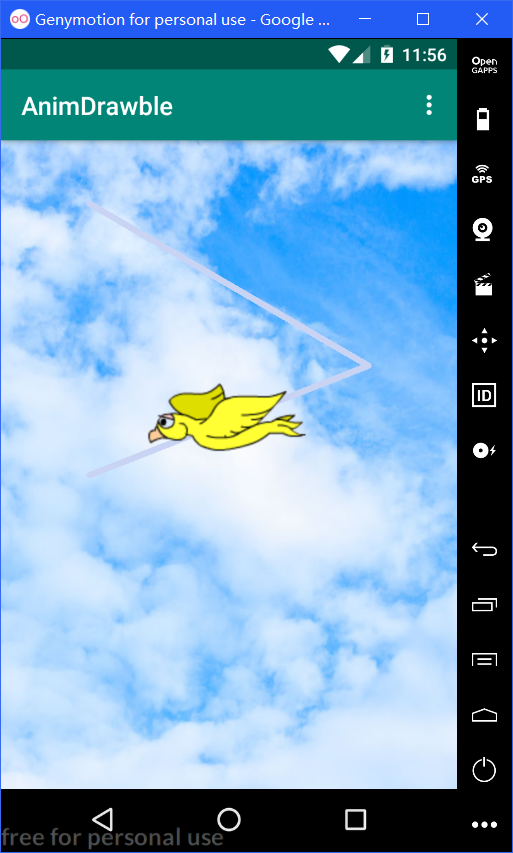 Genymotion for personal use - Google ...
11:56
Open
GAPPS
AnimDrawble
GPS
ID
free for personal use